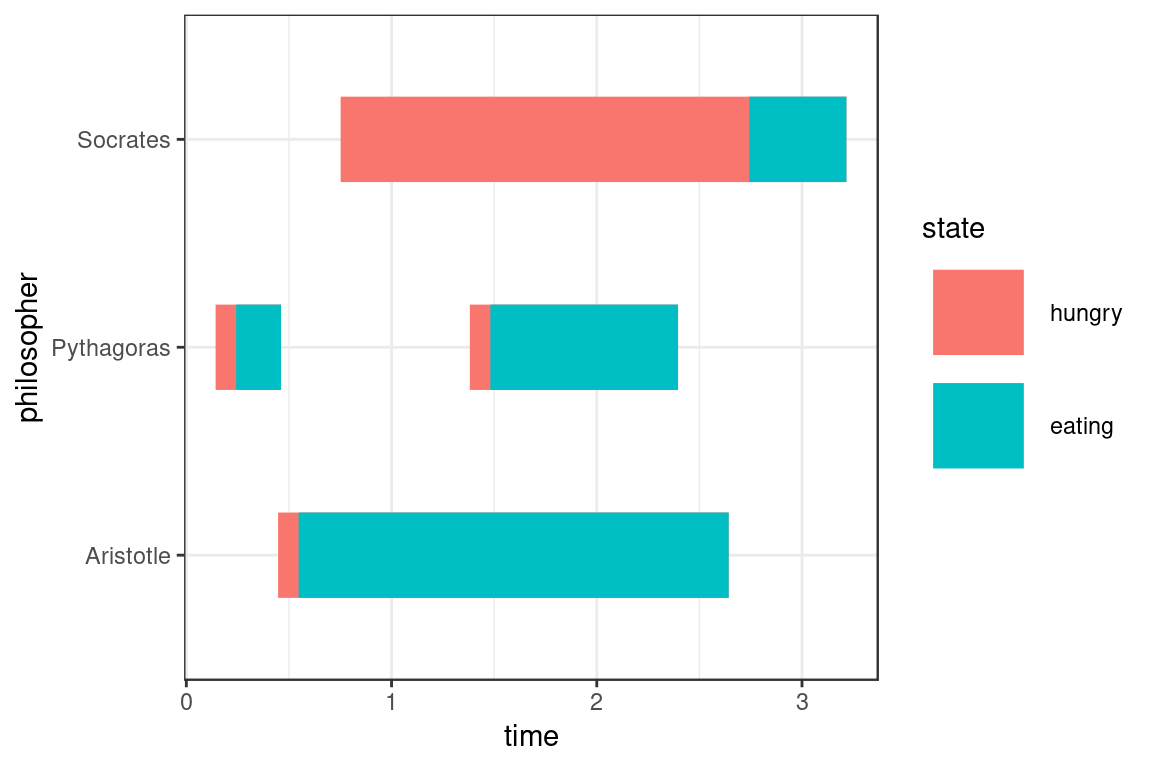 Socrates
Pythagoras
Aristotle
philosopher
0 1 2 3
time
state
hungry
eating